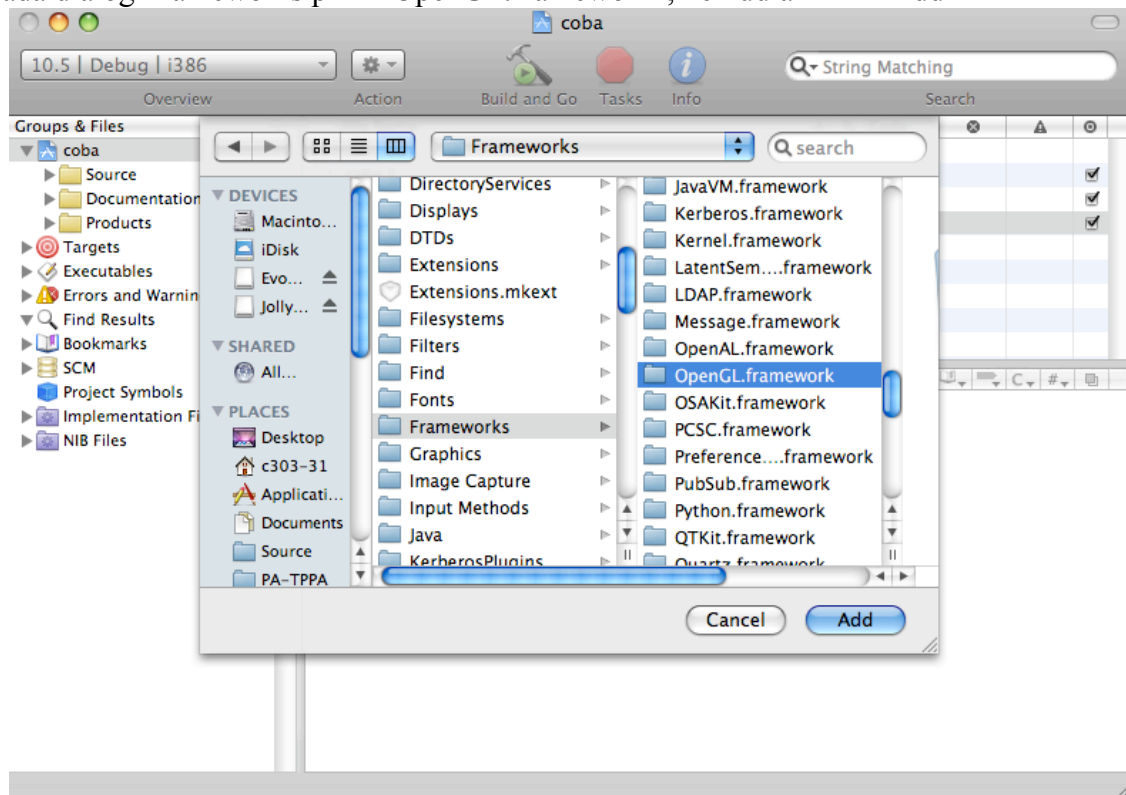 coba
10.5 | Debug | i386
String Matching
Overview
Action
Build and Go
Tasks
Info
Search
Groups & Files
coba
Source
Documentation
Products
Targets
Executables
Errors and Warnin
Find Results
Bookmarks
SCM
Project Symbols
Implementation Fi
NIB Files
Frameworks
search
DEVICES
Macinto...
iDisk
Evo...
Jolly...
SHARED
All...
PLACES
Desktop
c303-31
Applicati...
Documents
Source
PA-TPPA
DirectoryServices
Displays
DTDs
Extensions
Extensions.mkext
Filesystems
Filters
Find
Fonts
Frameworks
Graphics
Image Capture
Input Methods
Java
KerberosPlugins
JavaVM.framework
Kerberos.framework
Kernel.framework
LatentSem....framework
LDAP.framework
Message.framework
OpenAL.framework
OpenGL.framework
OSAKit.framework
PCSC.framework
Preference....framework
PubSub.framework
Python.framework
QTKit.framework
Quartz.framework
C #
Cancel
Add